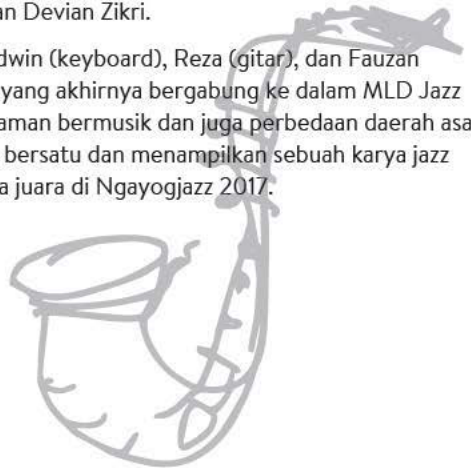 an Devian Zikri.
dwin (keyboard), Reza (gitar), dan Fauzan
yang akhirnya bergabung ke dalam MLD Jazz
aman bermusik dan juga perbedaan daerah asa
bersatu dan menampilkan sebuah karya jazz
a juara di Ngayogjazz 2017.